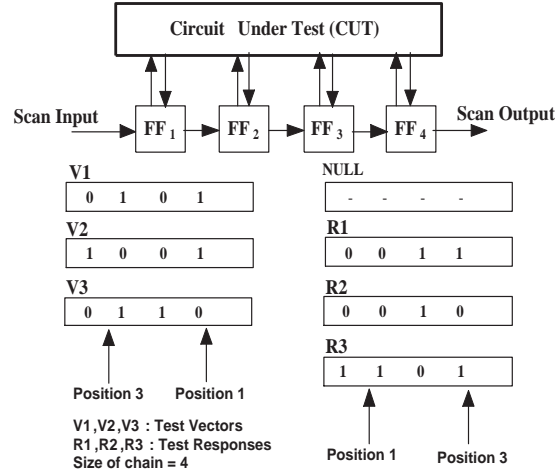 Circuit Under Test (CUT)
Scan Input
FF1
FF2
FF3
FF4
Scan Output
V1
0 1 0 1
V2
1 0 0 1
V3
0 1 1 0
Position 3
Position 1
V1,V2,V3 : Test Vectors
R1,R2,R3 : Test Responses
Size of chain = 4
NULL
- - - -
R1
0 0 1 1
R2
0 0 1 0
R3
1 1 0 1
Position 1
Position 3